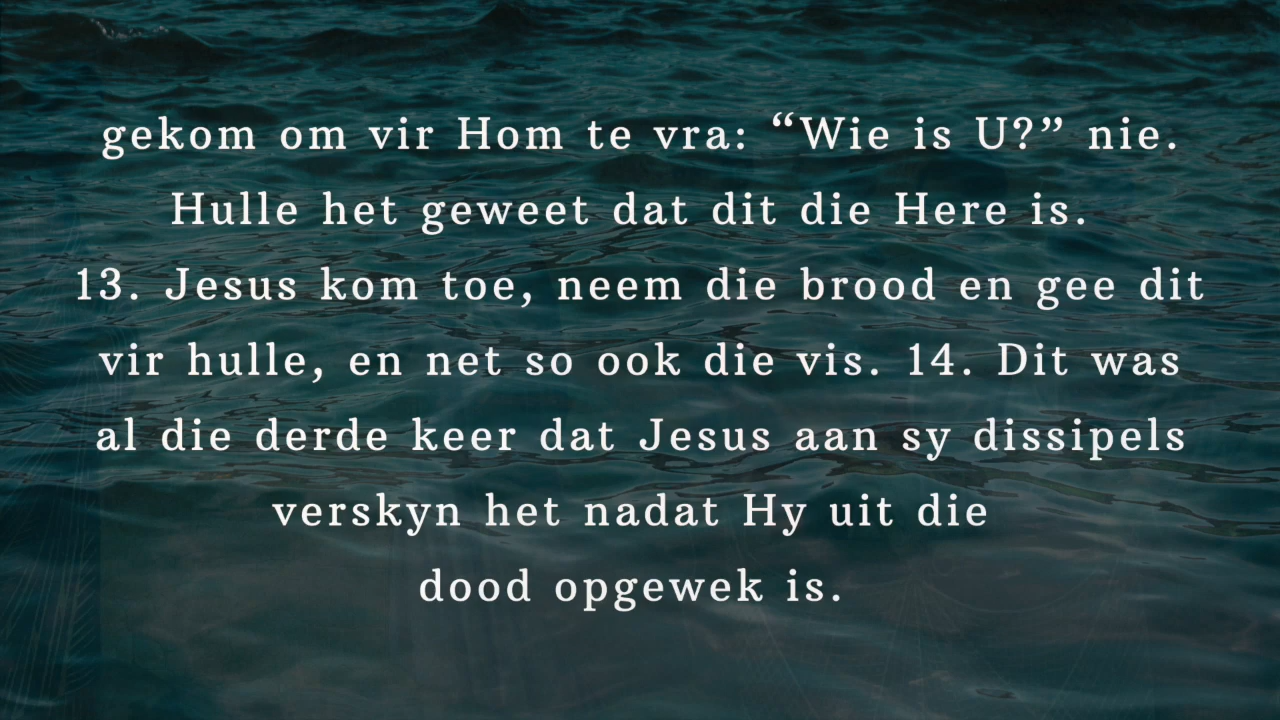 gekom om vir Hom te vra: “Wie is U?” nie.
Hulle het geweet dat dit die Here is.
13. Jesus kom toe, neem die brood en gee dit
vir hulle, en net so ook die vis. 14. Dit was
al die derde keer dat Jesus aan sy dissipels
verskyn het nadat Hy uit die
dood opgewek is.